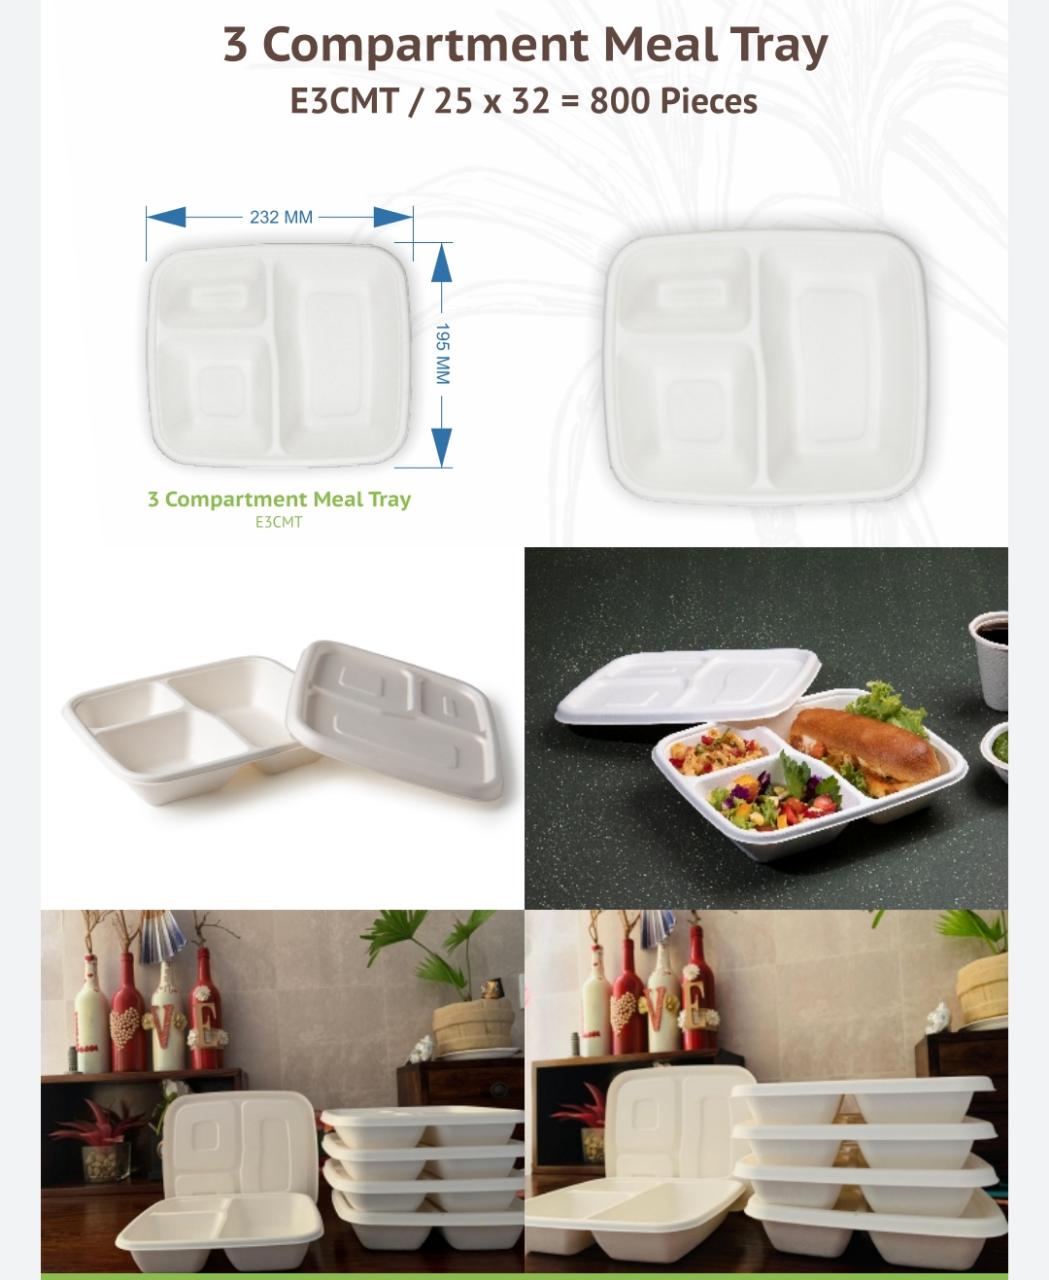 3 Compartment Meal Tray
E3CMT / 25 x 32 = 800 Pieces
232 MM
195 MM
3 Compartment Meal Tray
E3CMT
V E
V E